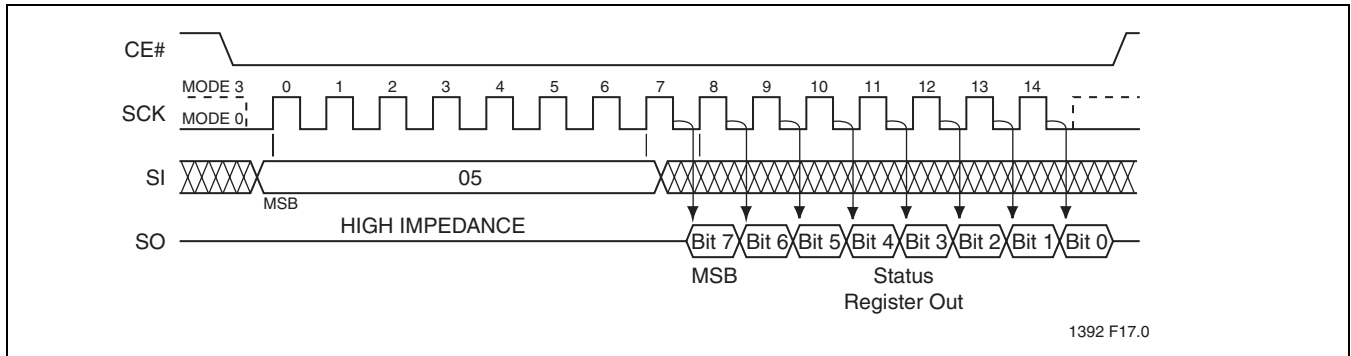 CE#
MODE 3 0 1 2 3 4 5 6 7 8 9 10 11 12 13 14
SCK
MODE 0
SI 05
MSB
HIGH IMPEDANCE
SO Bit 7 Bit 6 Bit 5 Bit 4 Bit 3 Bit 2 Bit 1 Bit 0
MSB Status
Register Out
1392 F17.0